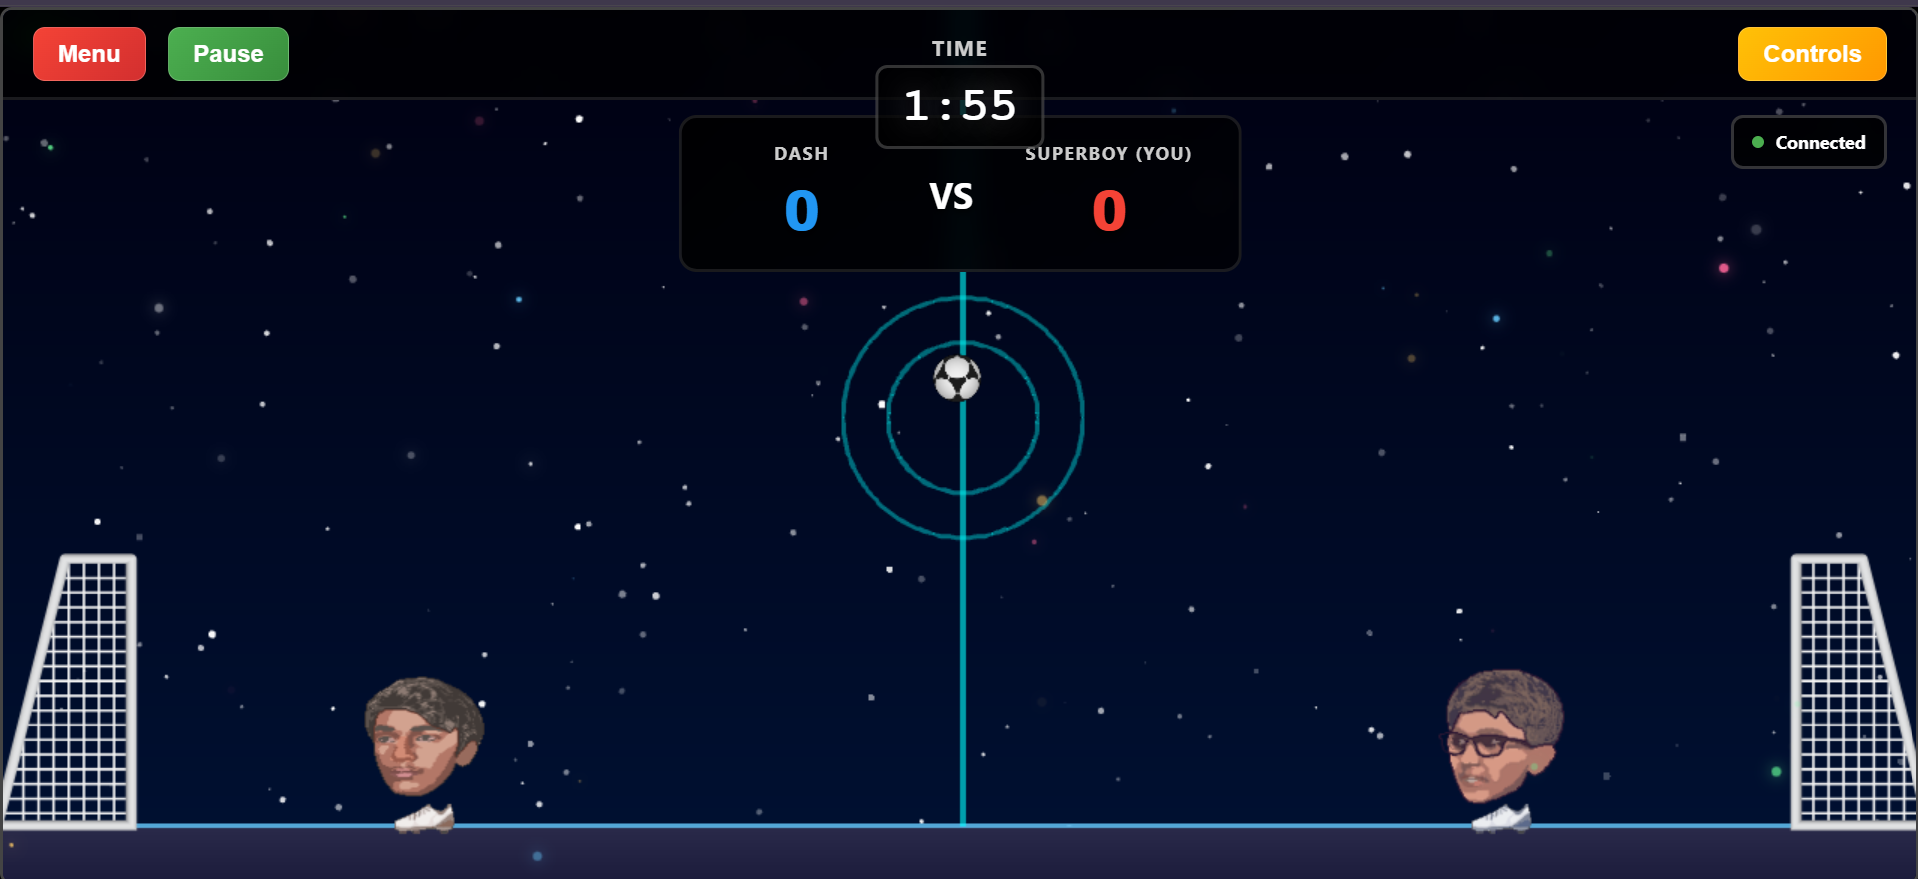 Menu
Pause
TIME
Controls
1:55
DASH
SUPERBOY (YOU)
Connected
0
VS
0